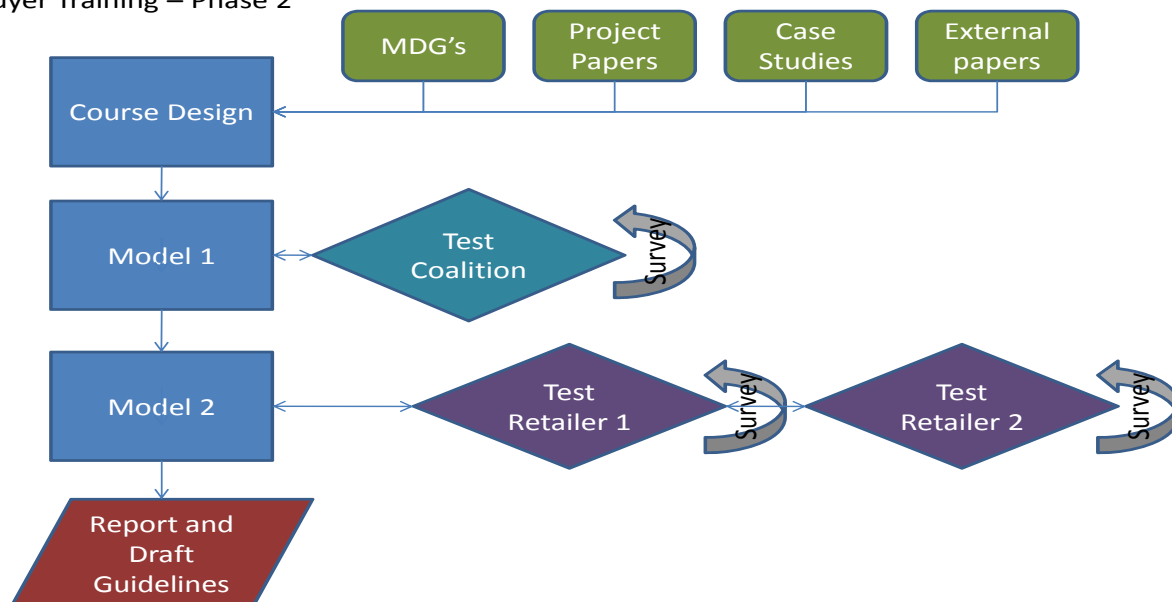 Training – Phase 2
MDG's
Project
Papers
Case
Studies
External
papers
Course Design
Model 1
Test
Coalition
Survey
Model 2
Test
Retailer 1
Survey
Test
Retailer 2
Survey
Report and
Draft
Guidelines